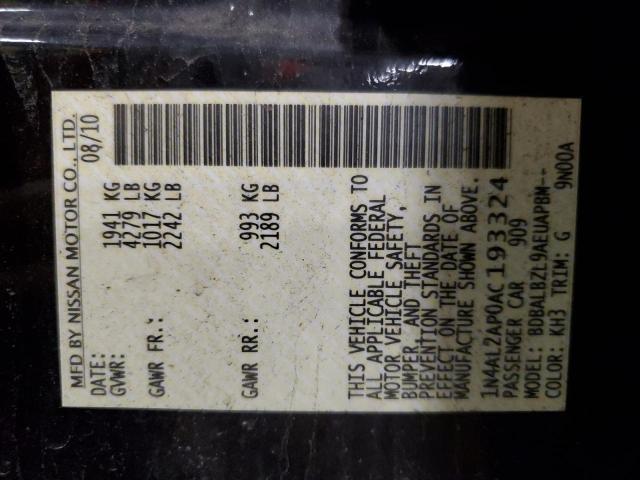 MFD BY NISSAN MOTOR CO., LTD.
DATE: 08/10
GVWR: 1941 KG
4279 LB
GAWR FR.: 1017 KG
2242 LB
GAWR RR.: 993 KG
2189 LB
THIS VEHICLE CONFORMS TO
ALL APPLICABLE FEDERAL
MOTOR VEHICLE SAFETY,
BUMPER, AND THEFT
PREVENTION STANDARDS IN
EFFECT ON THE DATE OF
MANUFACTURE SHOWN ABOVE.
1N4AL2AP0AC193324
PASSENGER CAR 909
MODEL: BDBALBZL9AEUAPBM--
COLOR: KH3 TRIM: G 9N00A